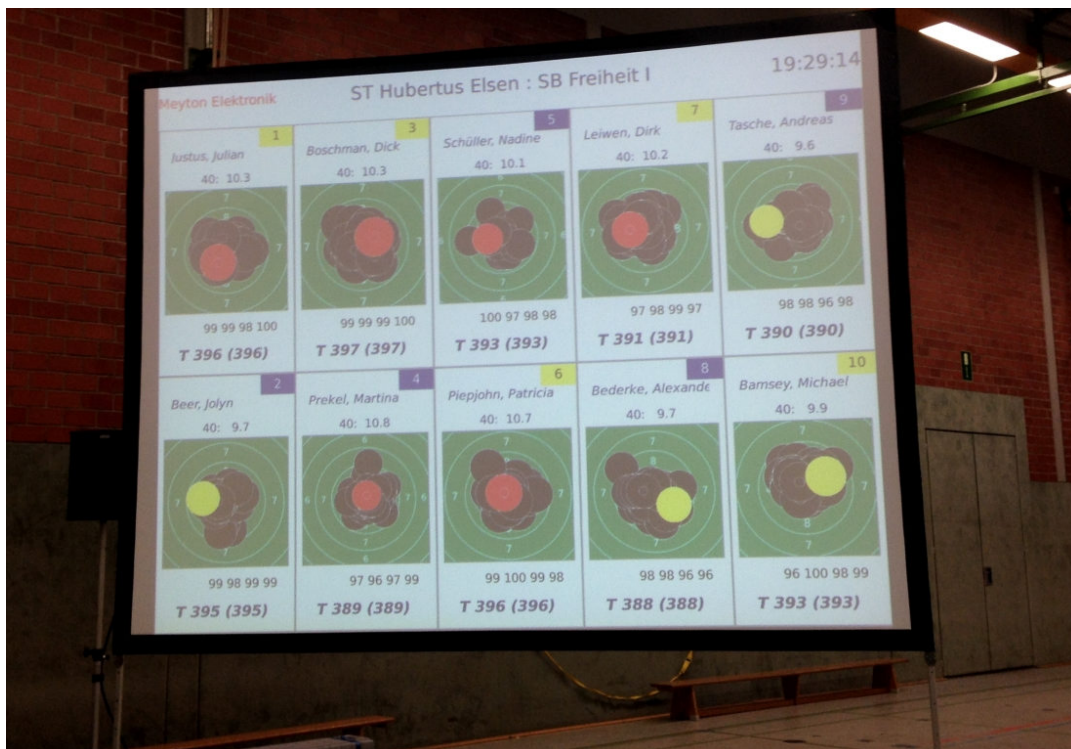 Meyton Elektronik
ST Hubertus Elsen : SB Freiheit I
19:29:14
1
Justus, Julian
40: 10.3
99 99 98 100
T 396 (396)
3
Boschman, Dick
40: 10.3
99 99 99 100
T 397 (397)
5
Schüller, Nadine
40: 10.1
100 97 98 98
T 393 (393)
7
Leiwen, Dirk
40: 10.2
97 98 99 97
T 391 (391)
9
Tasche, Andreas
40: 9.6
98 98 96 98
T 390 (390)
2
Beer, Jolyn
40: 9.7
99 98 99 99
T 395 (395)
4
Prekel, Martina
40: 10.8
97 96 97 99
T 389 (389)
6
Piepjohn, Patricia
40: 10.7
99 100 99 98
T 396 (396)
8
Bederke, Alexande
40: 9.7
98 98 96 96
T 388 (388)
10
Bamsey, Michael
40: 9.9
96 100 98 99
T 393 (393)